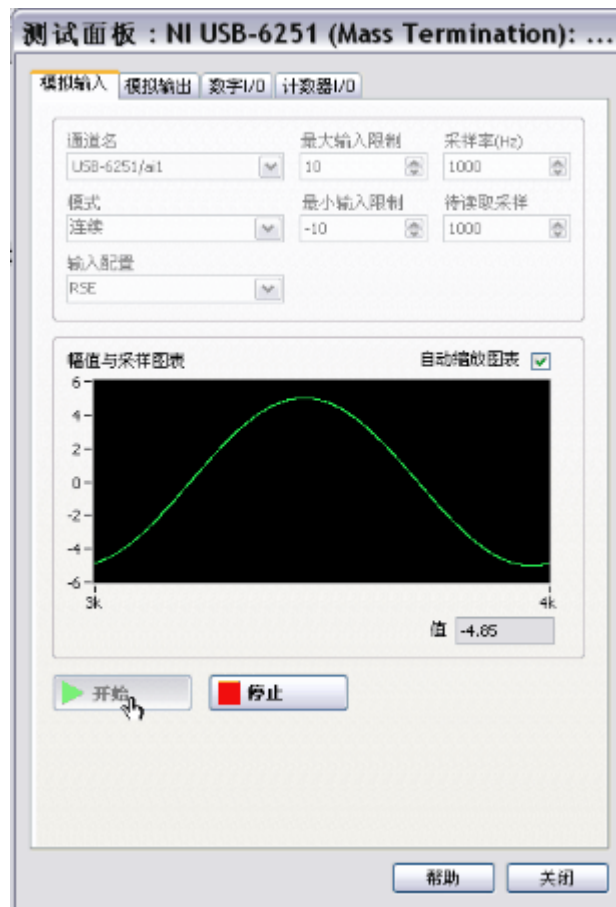 测试面板：NI USB-6251 (Mass Termination): ...
模拟输入 模拟输出 数字I/O 计数器I/O
通道名 最大输入限制 采样率(Hz)
USB-6251/ai1 10 1000
模式 最小输入限制 待读取采样
连续 -10 1000
输入配置
RSE
幅值与采样图表 自动缩放图表
6
4
2
0
-2
-4
-6
3k 4k
值 -4.85
开始 停止
帮助 关闭